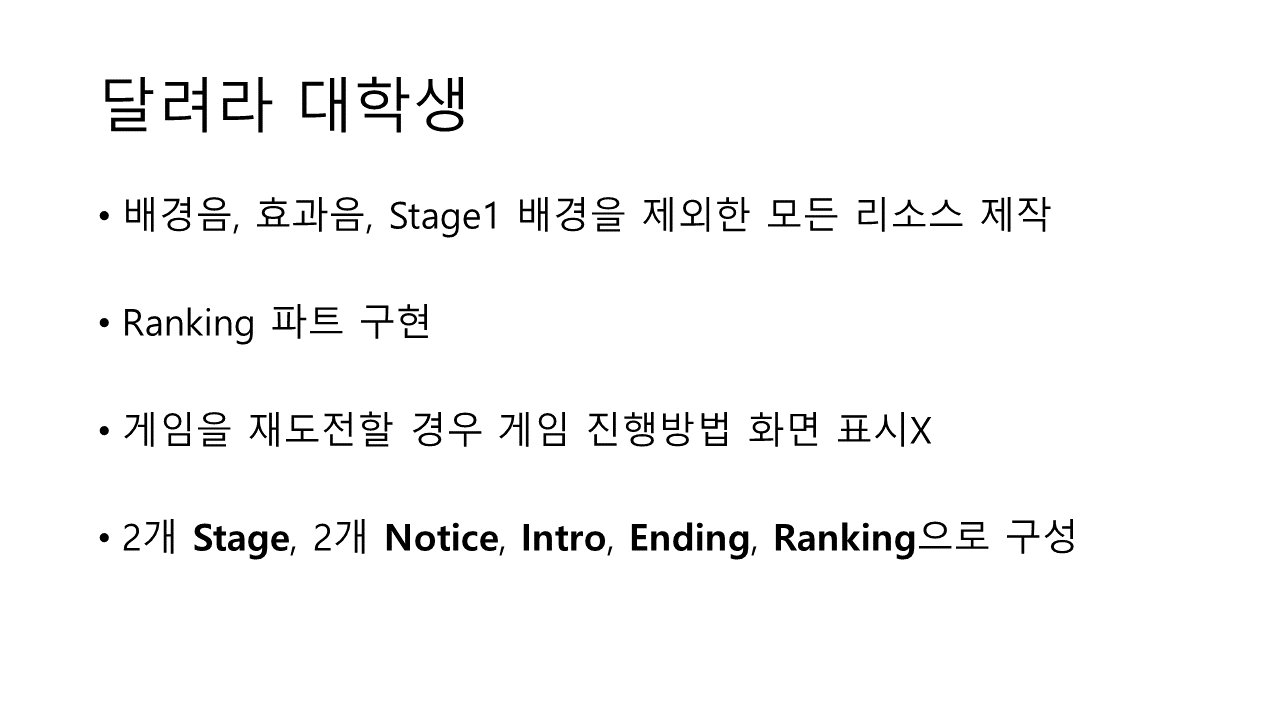 달려라 대학생
• 배경음, 효과음, Stage1 배경을 제외한 모든 리소스 제작
• Ranking 파트 구현
• 게임을 재도전할 경우 게임 진행방법 화면 표시X
• 2개 Stage, 2개 Notice, Intro, Ending, Ranking으로 구성